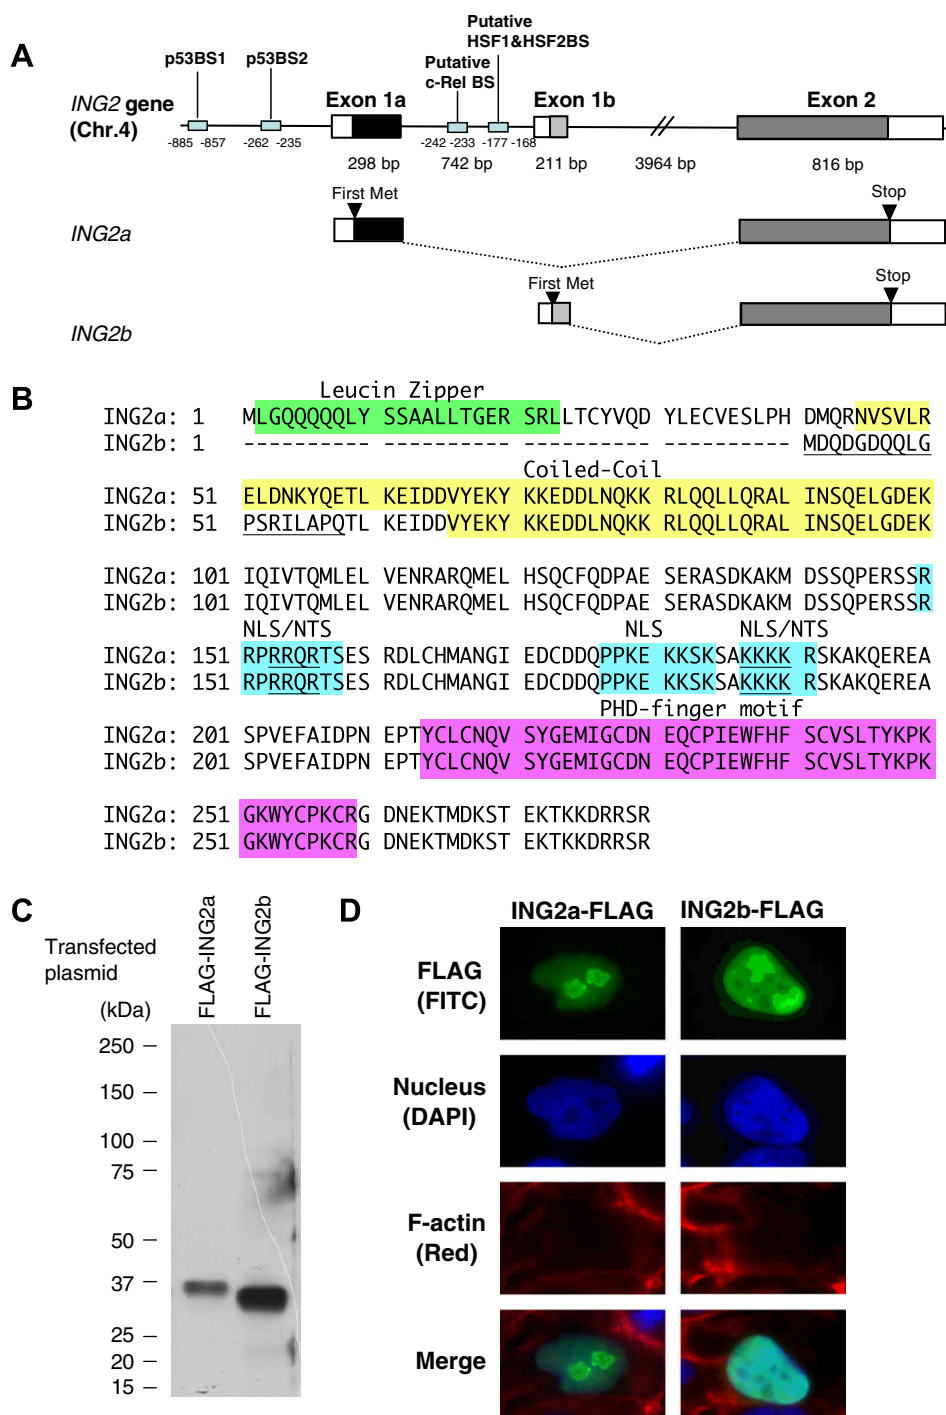 A
Putative
HSF1&HSF2BS
p53BS1
p53BS2
Putative
c-Rel BS
ING2 gene
(Chr.4)
Exon 1a
Exon 1b
Exon 2
-885 -857
-262 -235
-242 -233
-177 -168
298 bp
742 bp
211 bp
3964 bp
816 bp
First Met
Stop
ING2a
First Met
Stop
ING2b
B
Leucin Zipper
ING2a: 1 MLGQQQQQLY SSAALLTGER SRLLTCYVQD YLECVESLPH DMQRNVSVLR
ING2b: 1 ---------- ---------- ---------- ---------- MDQDGDQQLG
Coiled-Coil
ING2a: 51 ELDNKYQETL KEIDDVYEKY KKEDDLNQKK RLQQLLQRAL INSQELGDEK
ING2b: 51 PSRILAPQTL KEIDDVYEKY KKEDDLNQKK RLQQLLQRAL INSQELGDEK
ING2a: 101 IQIVTQMLEL VENRARQMEL HSQCFQDPAE SERASDKAKM DSSQPERSSR
ING2b: 101 IQIVTQMLEL VENRARQMEL HSQCFQDPAE SERASDKAKM DSSQPERSSR
NLS/NTS NLS NLS/NTS
ING2a: 151 RPRRQRTSES RDLCHMANGI EDCDDQPPKE KKSKSAKKKK RSKAKQEREA
ING2b: 151 RPRRQRTSES RDLCHMANGI EDCDDQPPKE KKSKSAKKKK RSKAKQEREA
PHD-finger motif
ING2a: 201 SPVEFAIDPN EPTYCLCNQV SYGEMIGCDN EQCPIEWFHF SCVSLTYKPK
ING2b: 201 SPVEFAIDPN EPTYCLCNQV SYGEMIGCDN EQCPIEWFHF SCVSLTYKPK
ING2a: 251 GKWYCPKCRG DNEKTMDKST EKTKKDRRSR
ING2b: 251 GKWYCPKCRG DNEKTMDKST EKTKKDRRSR
C
Transfected
plasmid
FLAG-ING2a
FLAG-ING2b
(kDa)
250
150
100
75
50
37
25
20
15
D
ING2a-FLAG ING2b-FLAG
FLAG
(FITC)
Nucleus
(DAPI)
F-actin
(Red)
Merge